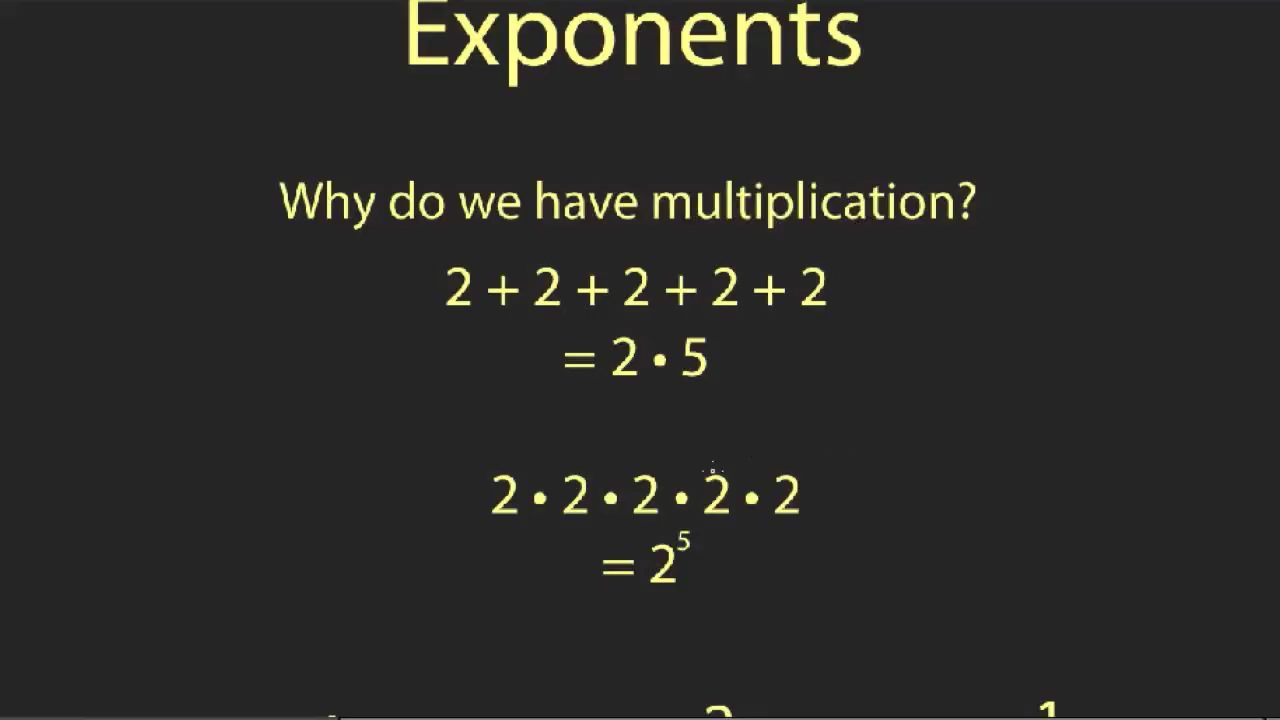 Exponents
Why do we have multiplication?
2 + 2 + 2 + 2 + 2
= 2 • 5
2 • 2 • 2 • 2 • 2
= 2⁵